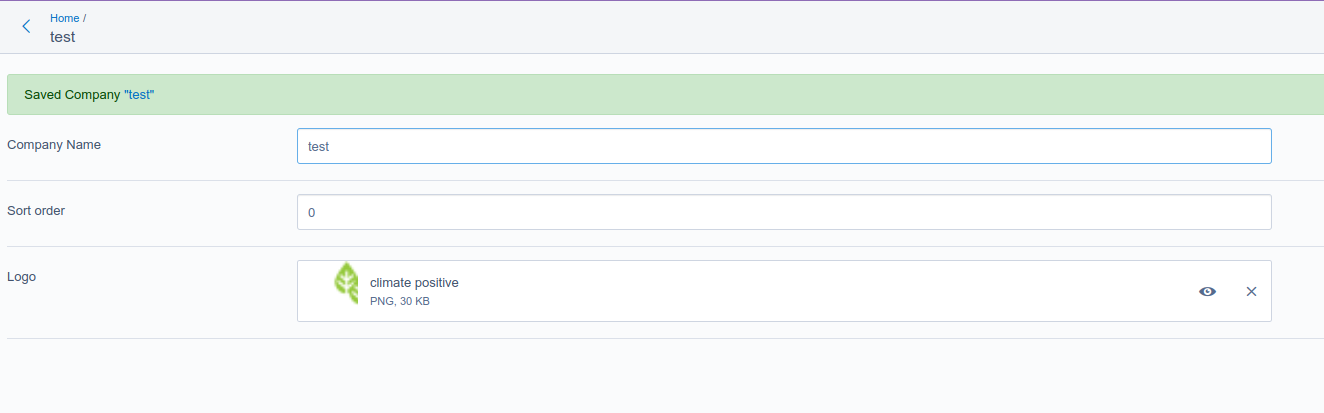 Home /
test
Saved Company "test"
Company Name
test
Sort order
0
Logo
climate positive
PNG, 30 KB